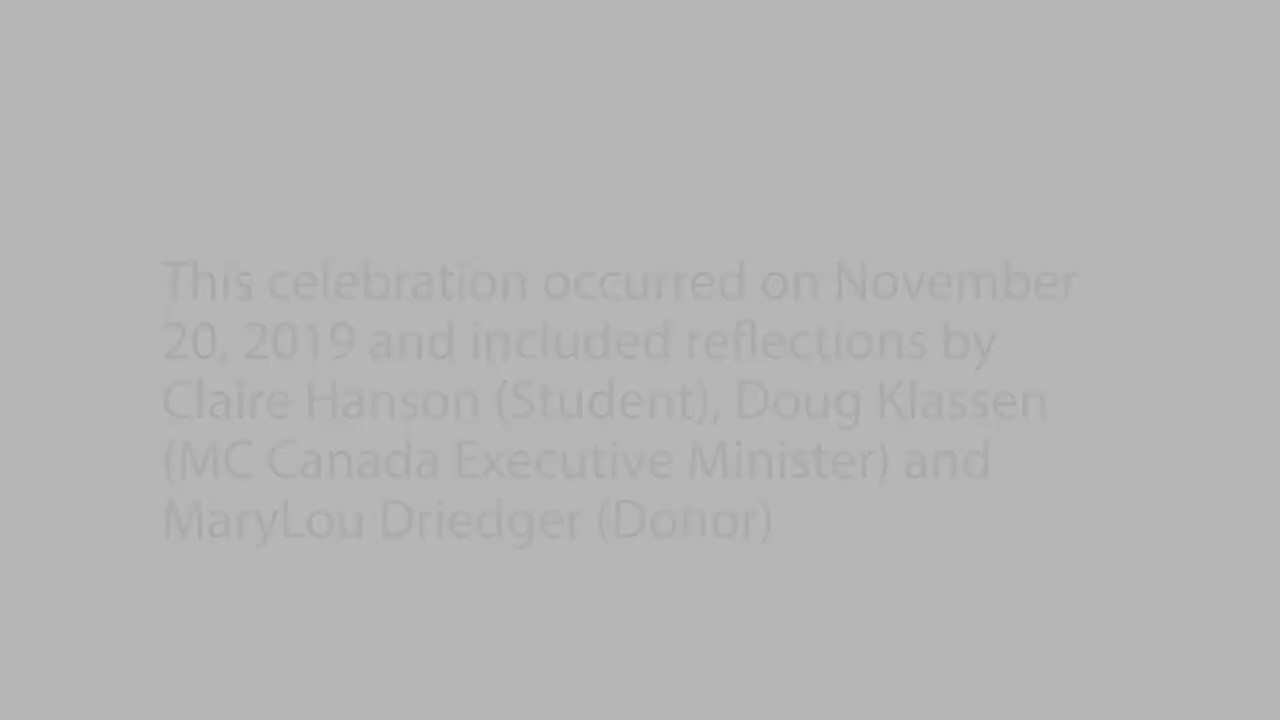 This celebration occurred on November
20, 2019 and included reflections by
Claire Hanson (Student), Doug Klassen
(MC Canada Executive Minister) and
MaryLou Driedger (Donor)